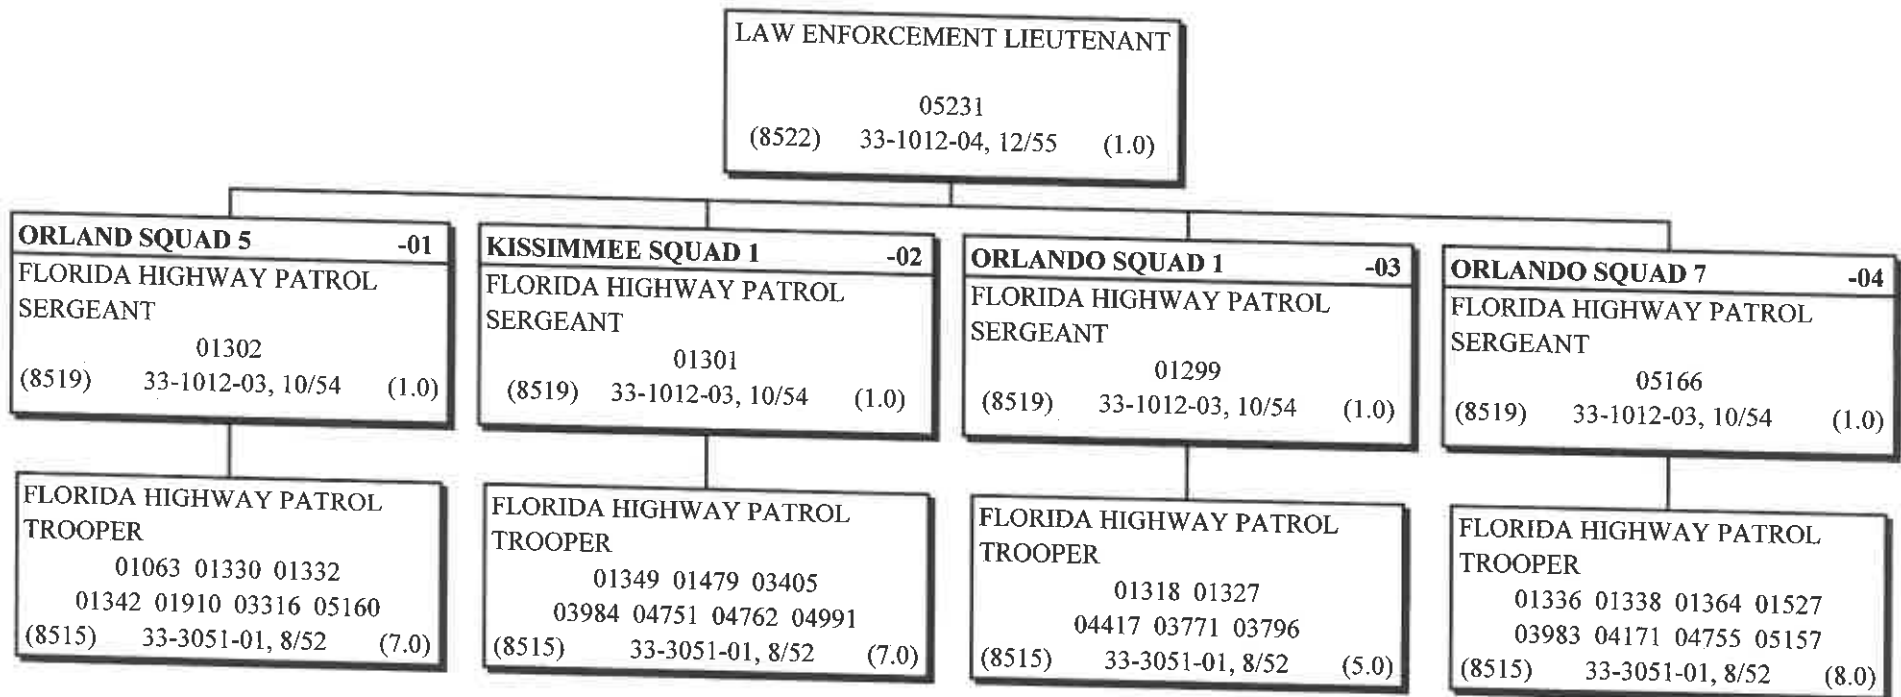 LAW ENFORCEMENT LIEUTENANT
05231
(8522) 33-1012-04, 12/55 (1.0)
ORLAND SQUAD 5 -01
FLORIDA HIGHWAY PATROL
SERGEANT
01302
(8519) 33-1012-03, 10/54 (1.0)
KISSIMMEE SQUAD 1 -02
FLORIDA HIGHWAY PATROL
SERGEANT
01301
(8519) 33-1012-03, 10/54 (1.0)
ORLANDO SQUAD 1 -03
FLORIDA HIGHWAY PATROL
SERGEANT
01299
(8519) 33-1012-03, 10/54 (1.0)
ORLANDO SQUAD 7 -04
FLORIDA HIGHWAY PATROL
SERGEANT
05166
(8519) 33-1012-03, 10/54 (1.0)
FLORIDA HIGHWAY PATROL
TROOPER
01063 01330 01332
01342 01910 03316 05160
(8515) 33-3051-01, 8/52 (7.0)
FLORIDA HIGHWAY PATROL
TROOPER
01349 01479 03405
03984 04751 04762 04991
(8515) 33-3051-01, 8/52 (7.0)
FLORIDA HIGHWAY PATROL
TROOPER
01318 01327
04417 03771 03796
(8515) 33-3051-01, 8/52 (5.0)
FLORIDA HIGHWAY PATROL
TROOPER
01336 01338 01364 01527
03983 04171 04755 05157
(8515) 33-3051-01, 8/52 (8.0)